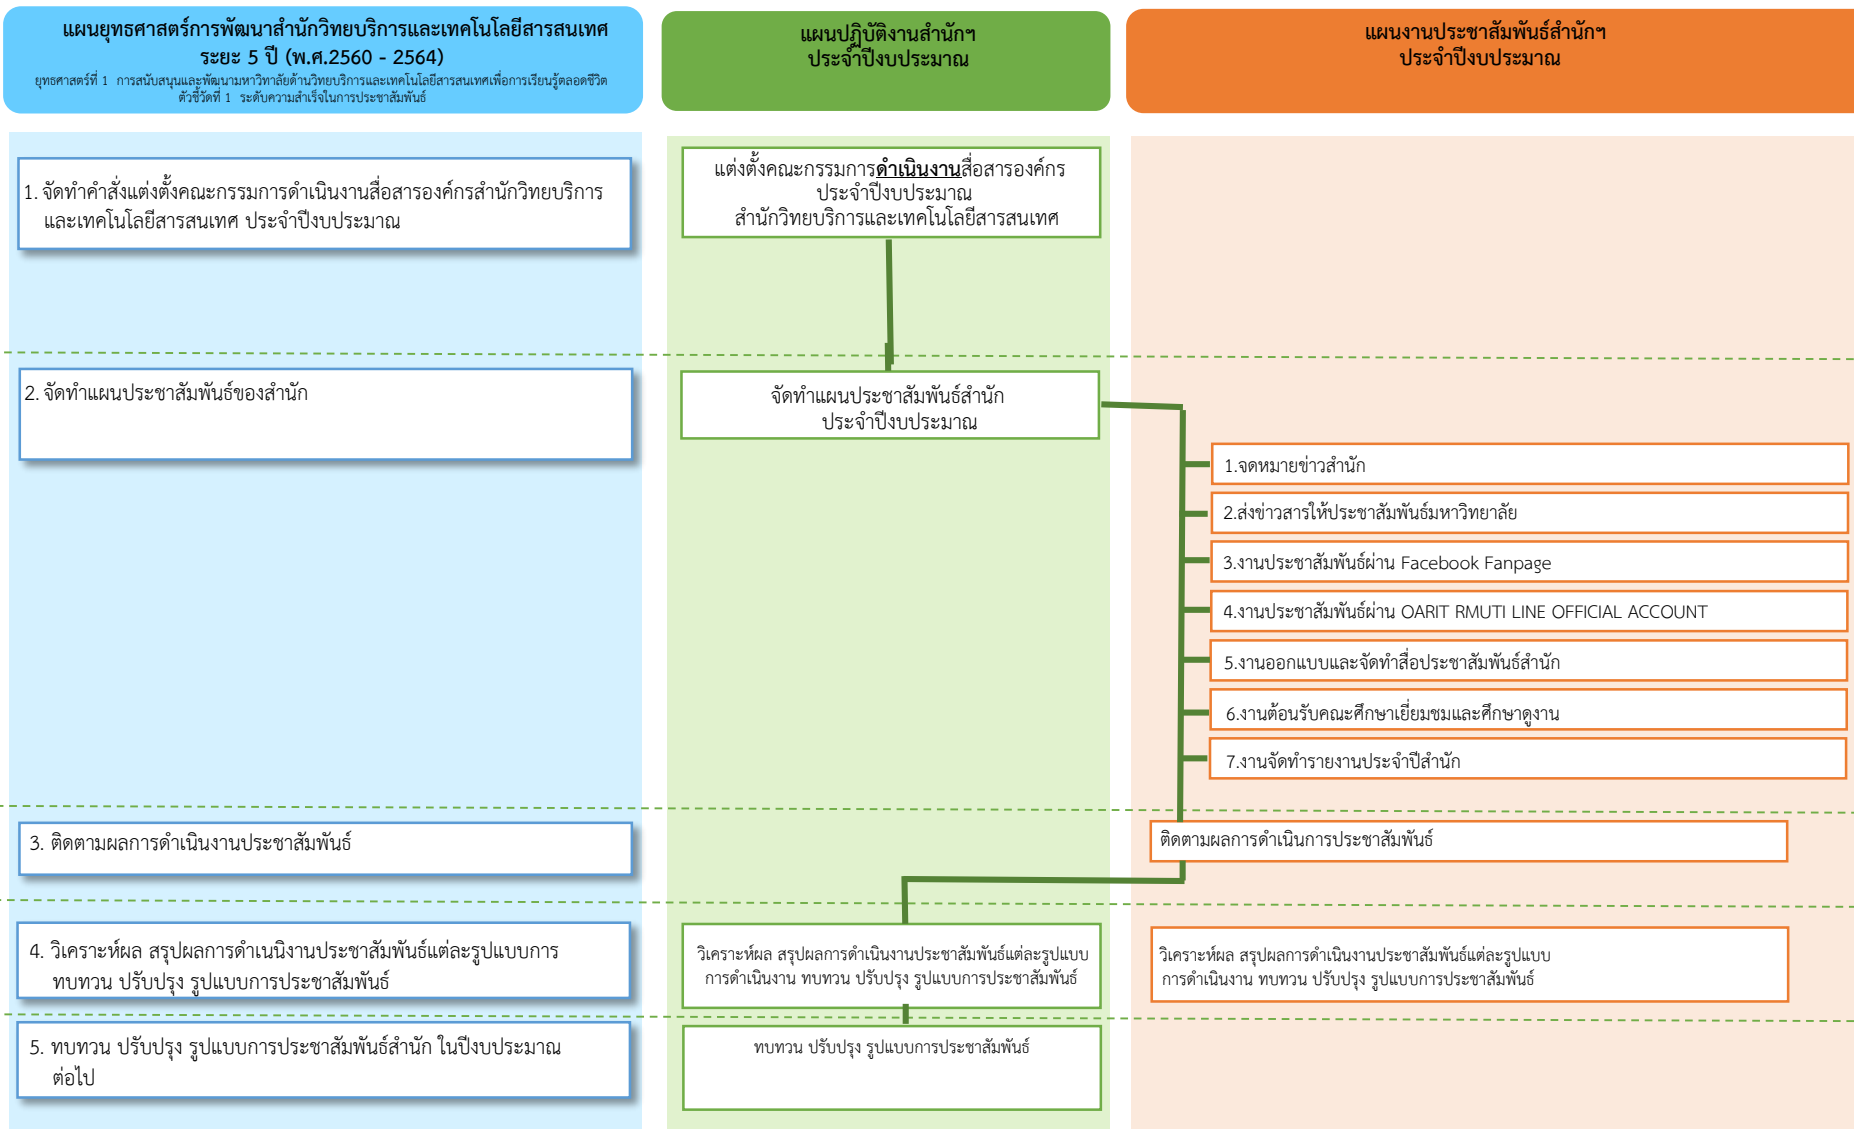 แผนยุทธศาสตร์การพัฒนาสำนักวิทยบริการและเทคโนโลยีสารสนเทศ
ระยะ 5 ปี (พ.ศ.2560 - 2564)
ยุทธศาสตร์ที่ 1 การสนับสนุนและพัฒนามหาวิทาลัยด้านวิทยบริการและเทคโนโลยีสารสนเทศเพื่อการเรียนรู้ตลอดชีวิต
ตัวชี้วัดที่ 1 ระดับความสำเร็จในการประชาสัมพันธ์
แผนปฏิบัติงานสำนักฯ
ประจำปีงบประมาณ
แผนงานประชาสัมพันธ์สำนักฯ
ประจำปีงบประมาณ
1. จัดทำคำสั่งแต่งตั้งคณะกรรมการดำเนินงานสื่อสารองค์กรสำนักวิทยบริการ
และเทคโนโลยีสารสนเทศ ประจำปีงบประมาณ
แต่งตั้งคณะกรรมการดำเนินงานสื่อสารองค์กร
ประจำปีงบประมาณ
สำนักวิทยบริการและเทคโนโลยีสารสนเทศ
2. จัดทำแผนประชาสัมพันธ์ของสำนัก
จัดทำแผนประชาสัมพันธ์สำนัก
ประจำปีงบประมาณ
1.จดหมายข่าวสำนัก
2.ส่งข่าวสารให้ประชาสัมพันธ์มหาวิทยาลัย
3.งานประชาสัมพันธ์ผ่าน Facebook Fanpage
4.งานประชาสัมพันธ์ผ่าน OARIT RMUTI LINE OFFICIAL ACCOUNT
5.งานออกแบบและจัดทำสื่อประชาสัมพันธ์สำนัก
6.งานต้อนรับคณะศึกษาเยี่ยมชมและศึกษาดูงาน
7.งานจัดทำรายงานประจำปีสำนัก
3. ติดตามผลการดำเนินงานประชาสัมพันธ์
ติดตามผลการดำเนินการประชาสัมพันธ์
4. วิเคราะห์ผล สรุปผลการดำเนนิงานประชาสัมพันธ์แต่ละรูปแบบการ
ทบทวน ปรับปรุง รูปแบบการประชาสัมพันธ์
วิเคราะห์ผล สรุปผลการดำเนินงานประชาสัมพันธ์แต่ละรูปแบบ
การดำเนินงาน ทบทวน ปรับปรุง รูปแบบการประชาสัมพันธ์
วิเคราะห์ผล สรุปผลการดำเนินงานประชาสัมพันธ์แต่ละรูปแบบ
การดำเนินงาน ทบทวน ปรับปรุง รูปแบบการประชาสัมพันธ์
5. ทบทวน ปรับปรุง รูปแบบการประชาสัมพันธ์สำนัก ในปีงบประมาณ
ต่อไป
ทบทวน ปรับปรุง รูปแบบการประชาสัมพันธ์